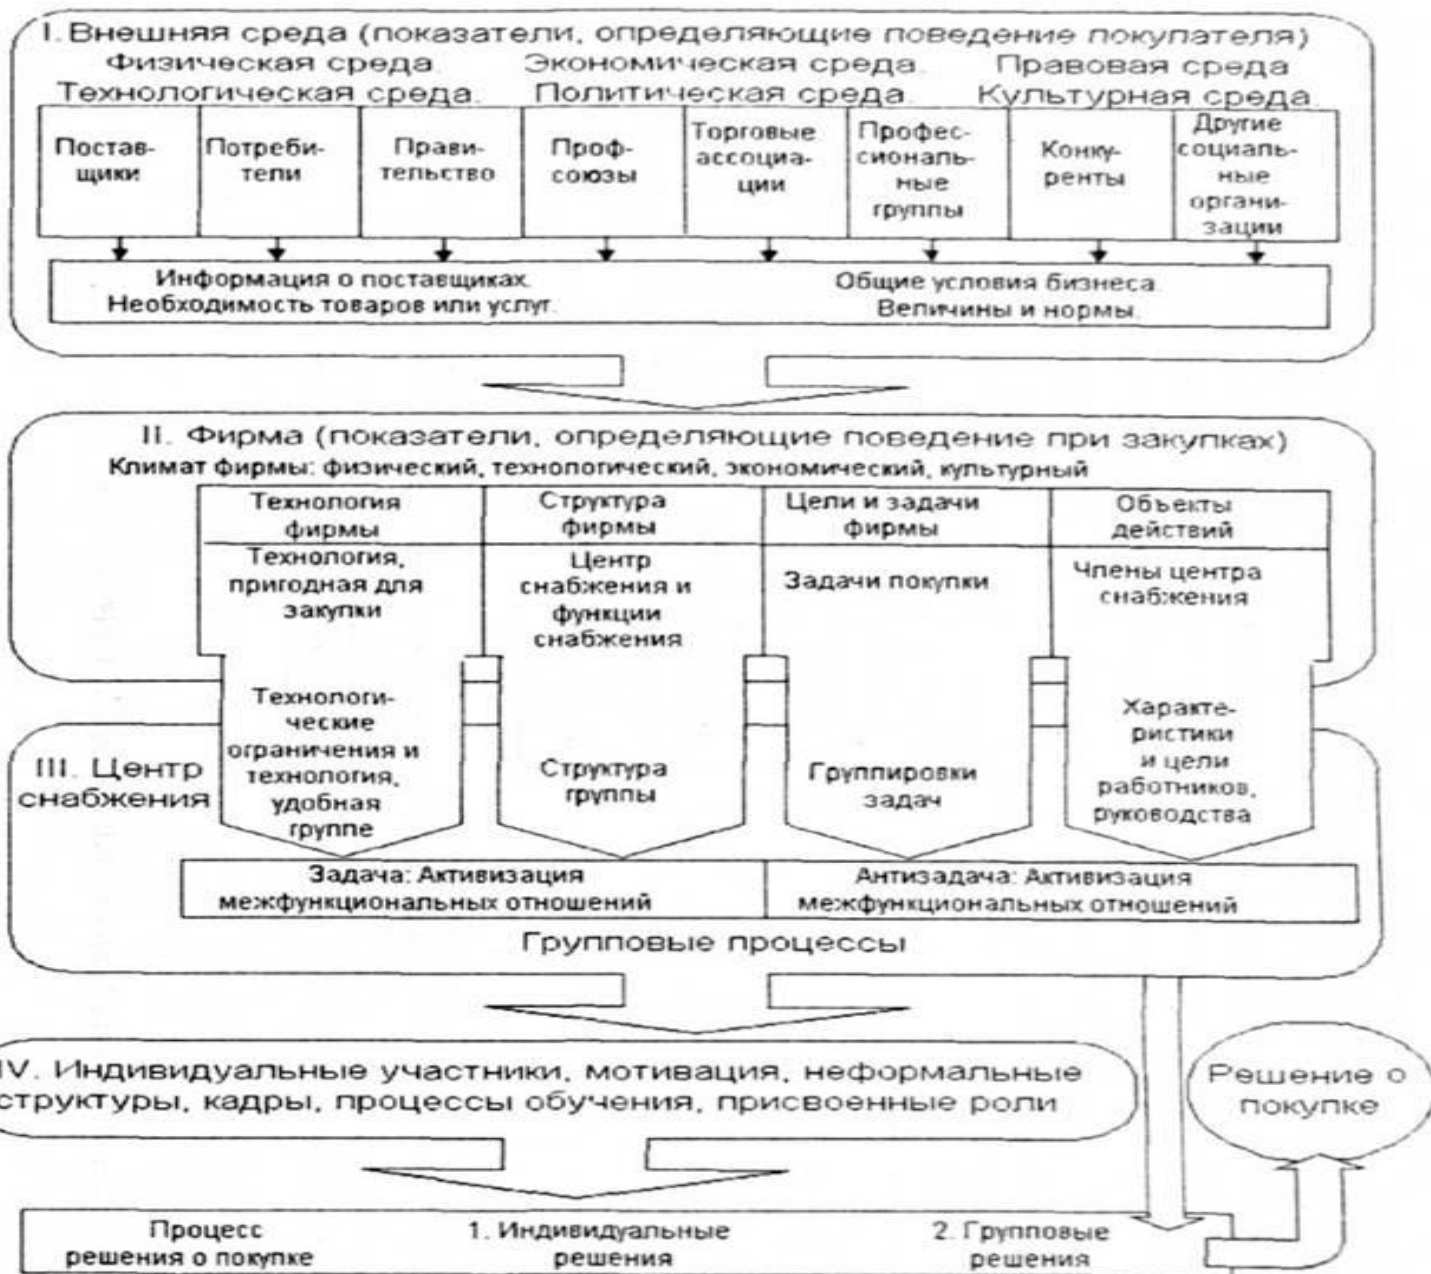 I. Внешняя среда (показатели, определяющие поведение покупателя)
Физическая среда. Экономическая среда. Правовая среда
Технологическая среда. Политическая среда. Культурная среда.
Постав-
щики
Потреби-
тели
Прави-
тельство
Проф-
союзы
Торговые
ассоциа-
ции
Профес-
сиональ-
ные
группы
Конку-
ренты
Другие
социаль-
ные
органи-
зации
Информация о поставщиках.
Необходимость товаров или услуг.
Общие условия бизнеса
Величины и нормы.
II. Фирма (показатели, определяющие поведение при закупках)
Климат фирмы: физический, технологический, экономический, культурный
Технология
фирмы
Структура
фирмы
Цели и задачи
фирмы
Объекты
действий
Технология,
пригодная для
закупки
Центр
снабжения и
функции
снабжения
Задачи покупки
Члены центра
снабжения
III. Центр
снабжения
Технологи-
ческие
ограничения и
технология,
удобная
группе
Структура
группы
Группировки
задач
Характе-
ристики
и цели
работников,
руководства
Задача: Активизация
межфункциональных отношений
Антизадача: Активизация
межфункциональных отношений
Групповые процессы
IV. Индивидуальные участники, мотивация, неформальные
структуры, кадры, процессы обучения, присвоенные роли
Решение о
покупке
Процесс
решения о покупке
1. Индивидуальные
решения
2. Групповые
решения